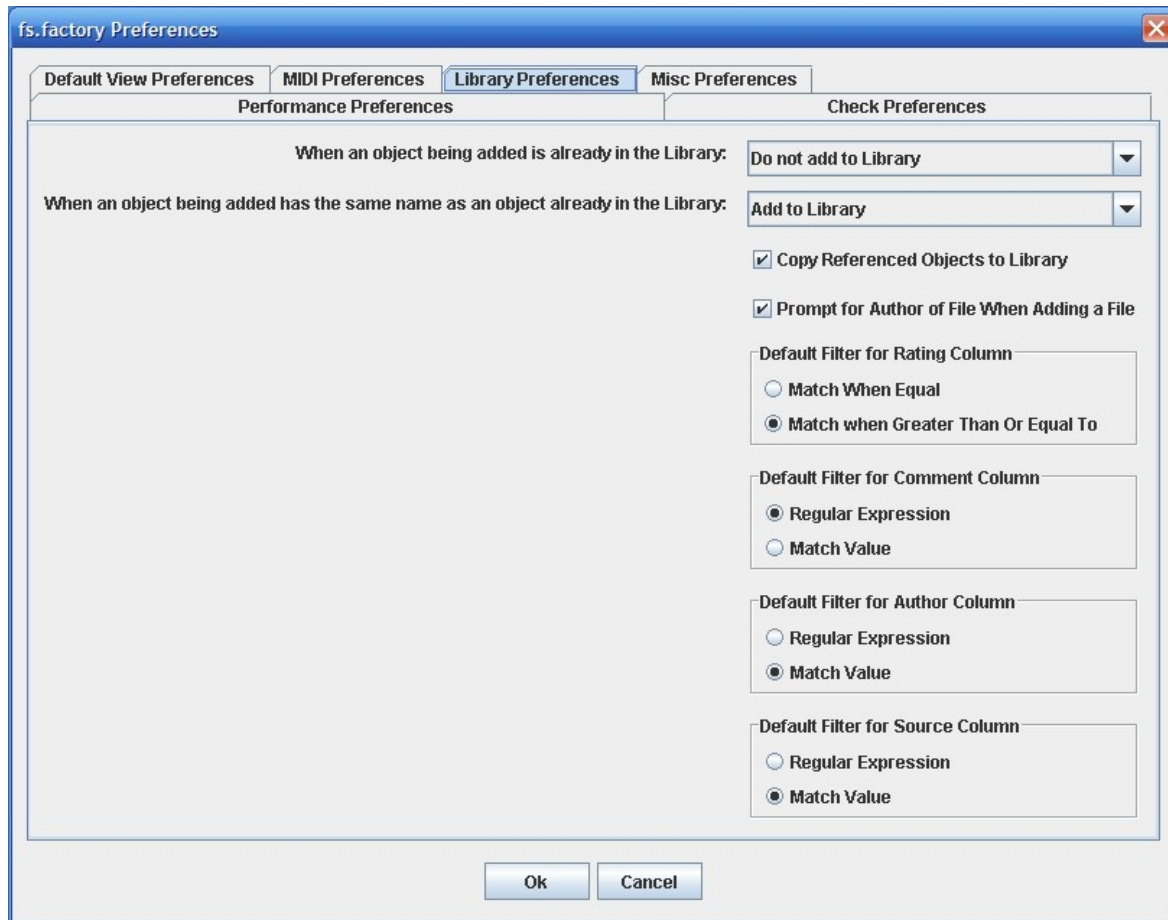 fs.factory Preferences
Default View Preferences
MIDI Preferences
Library Preferences
Misc Preferences
Performance Preferences
Check Preferences
When an object being added is already in the Library:
Do not add to Library
When an object being added has the same name as an object already in the Library:
Add to Library
Copy Referenced Objects to Library
Prompt for Author of File When Adding a File
Default Filter for Rating Column
Match When Equal
Match when Greater Than Or Equal To
Default Filter for Comment Column
Regular Expression
Match Value
Default Filter for Author Column
Regular Expression
Match Value
Default Filter for Source Column
Regular Expression
Match Value
Ok
Cancel